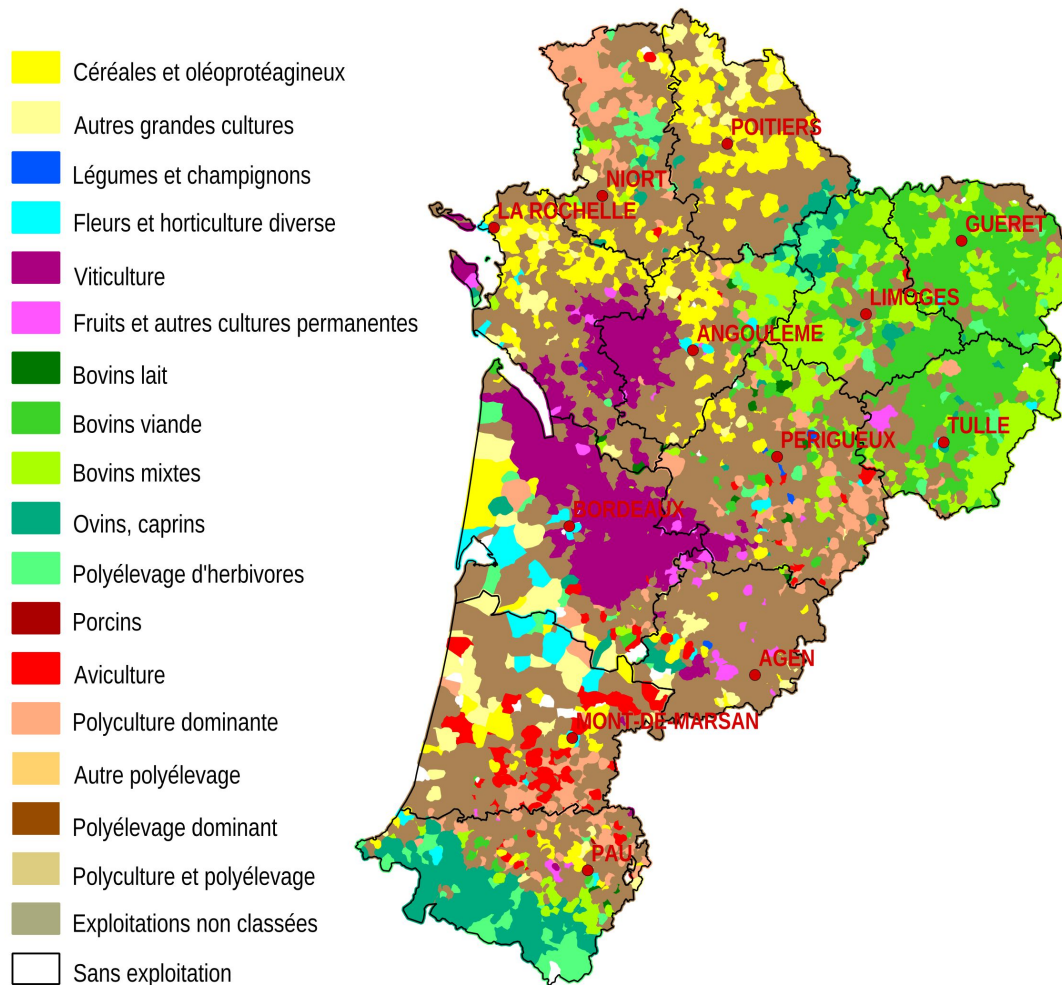 Céréales et oléoprotéagineux
Autres grandes cultures
Légumes et champignons
Fleurs et horticulture diverse
Viticulture
Fruits et autres cultures permanentes
Bovins lait
Bovins viande
Bovins mixtes
Ovins, caprins
Polyélevage d'herbivores
Porcins
Aviculture
Polyculture dominante
Autre polyélevage
Polyélevage dominant
Polyculture et polyélevage
Exploitations non classées
Sans exploitation
POITIERS
NIORT
LA ROCHELLE
GUERET
LIMOGES
ANGOULEME
TULLE
PERIGUEUX
BORDEAUX
AGEN
MONT-DE-MARSAN
PAU